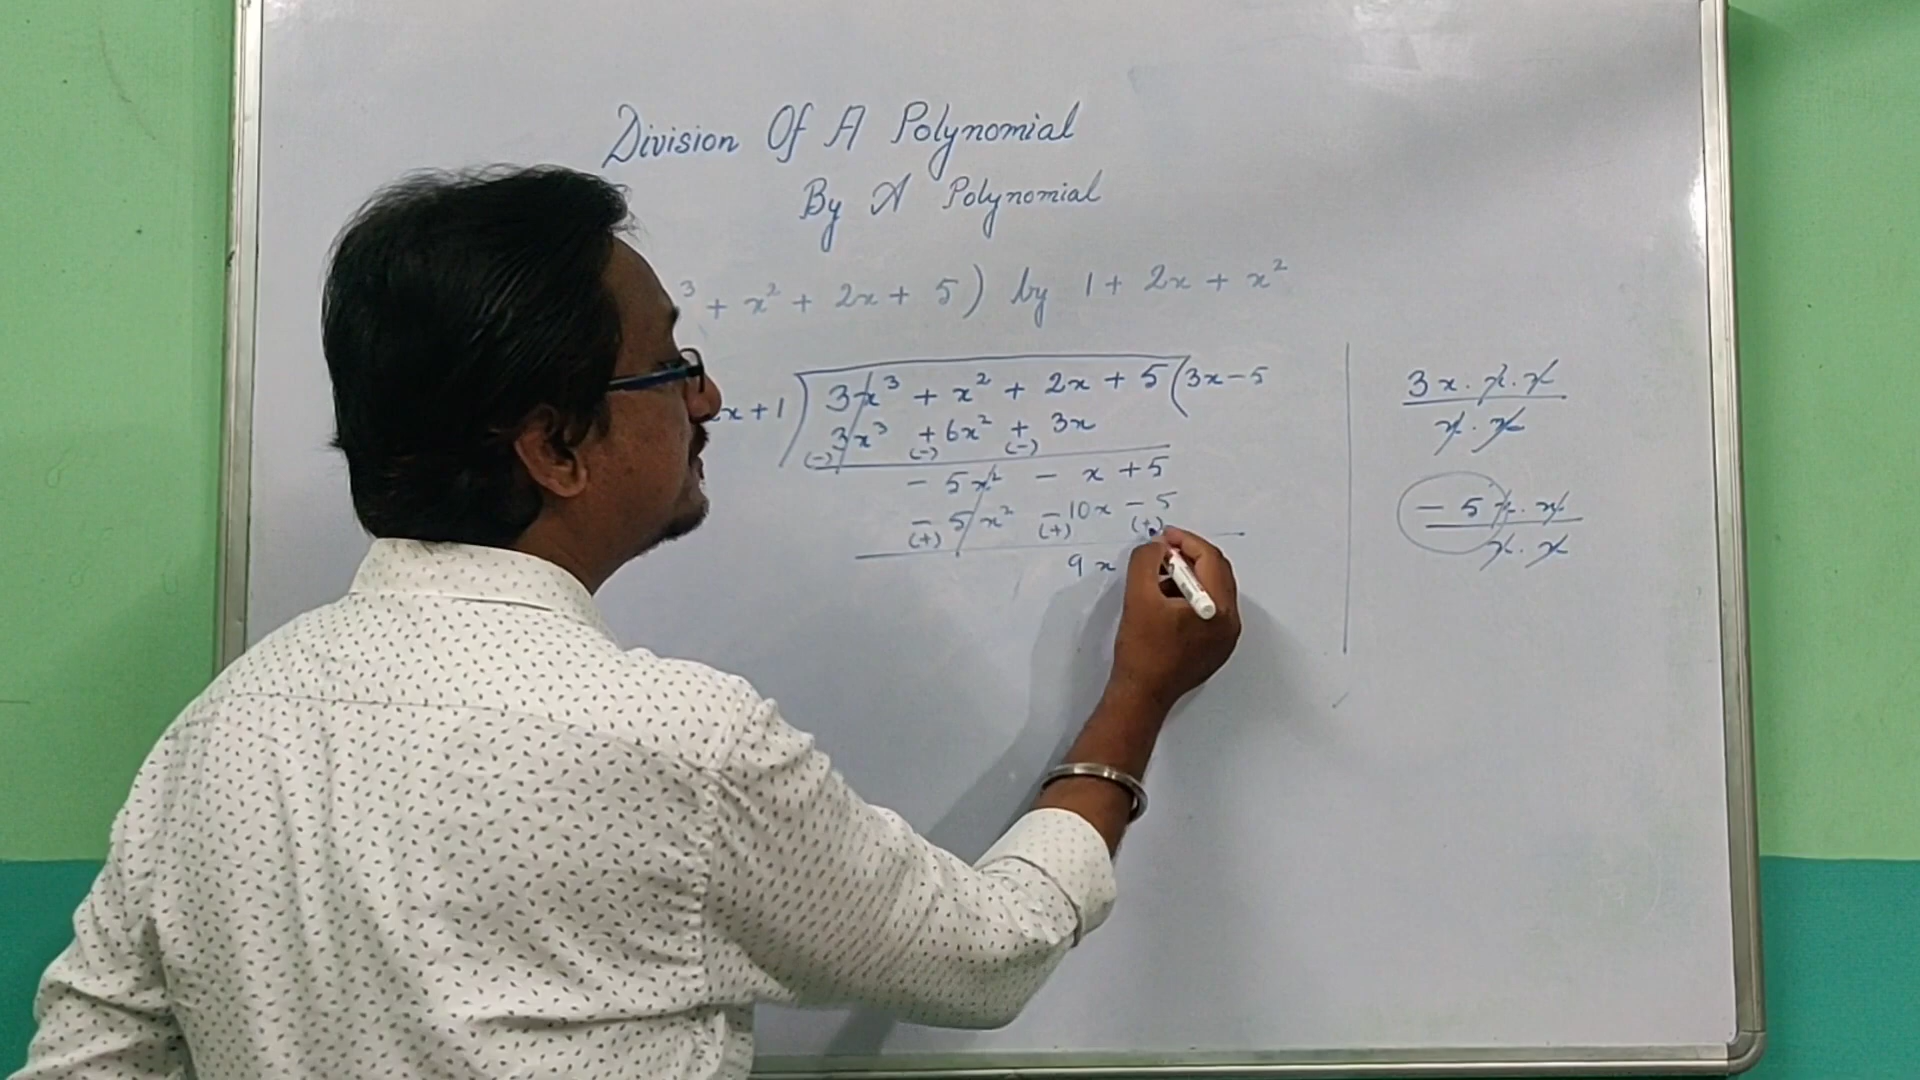 Division Of A Polynomial
By A Polynomial
³ + x² + 2x + 5) by 1 + 2x + x²
x + 1) 3x³ + x² + 2x + 5 (3x - 5
3x³ + 6x² + 3x
(-) (-) (-)
- 5x² - x + 5
- 5x² - 10x - 5
(+) (+) (+)
9x
3x . x . x
x . x
- 5x . x
x . x